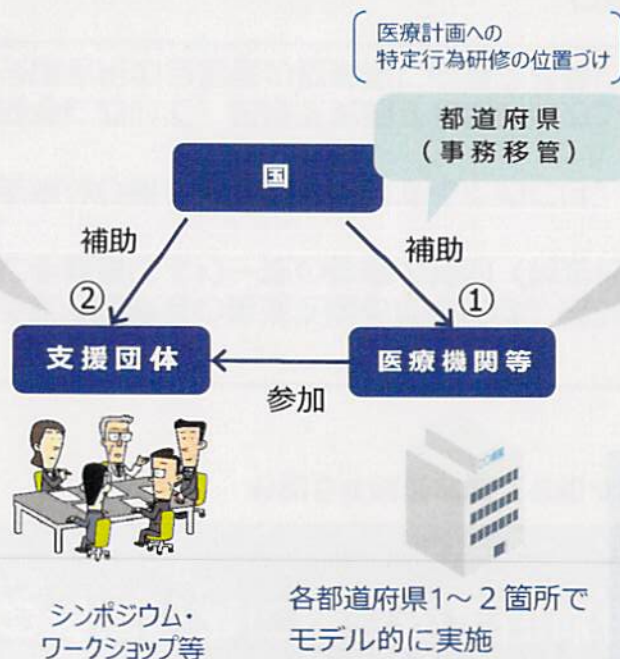 医療計画への
特定行為研修の位置づけ
都道府県
(事務移管)
国
補助
補助
②
①
支援団体
医療機関等
参加
シンポジウム・
ワークショップ等
各都道府県1～2箇所で
モデル的に実施